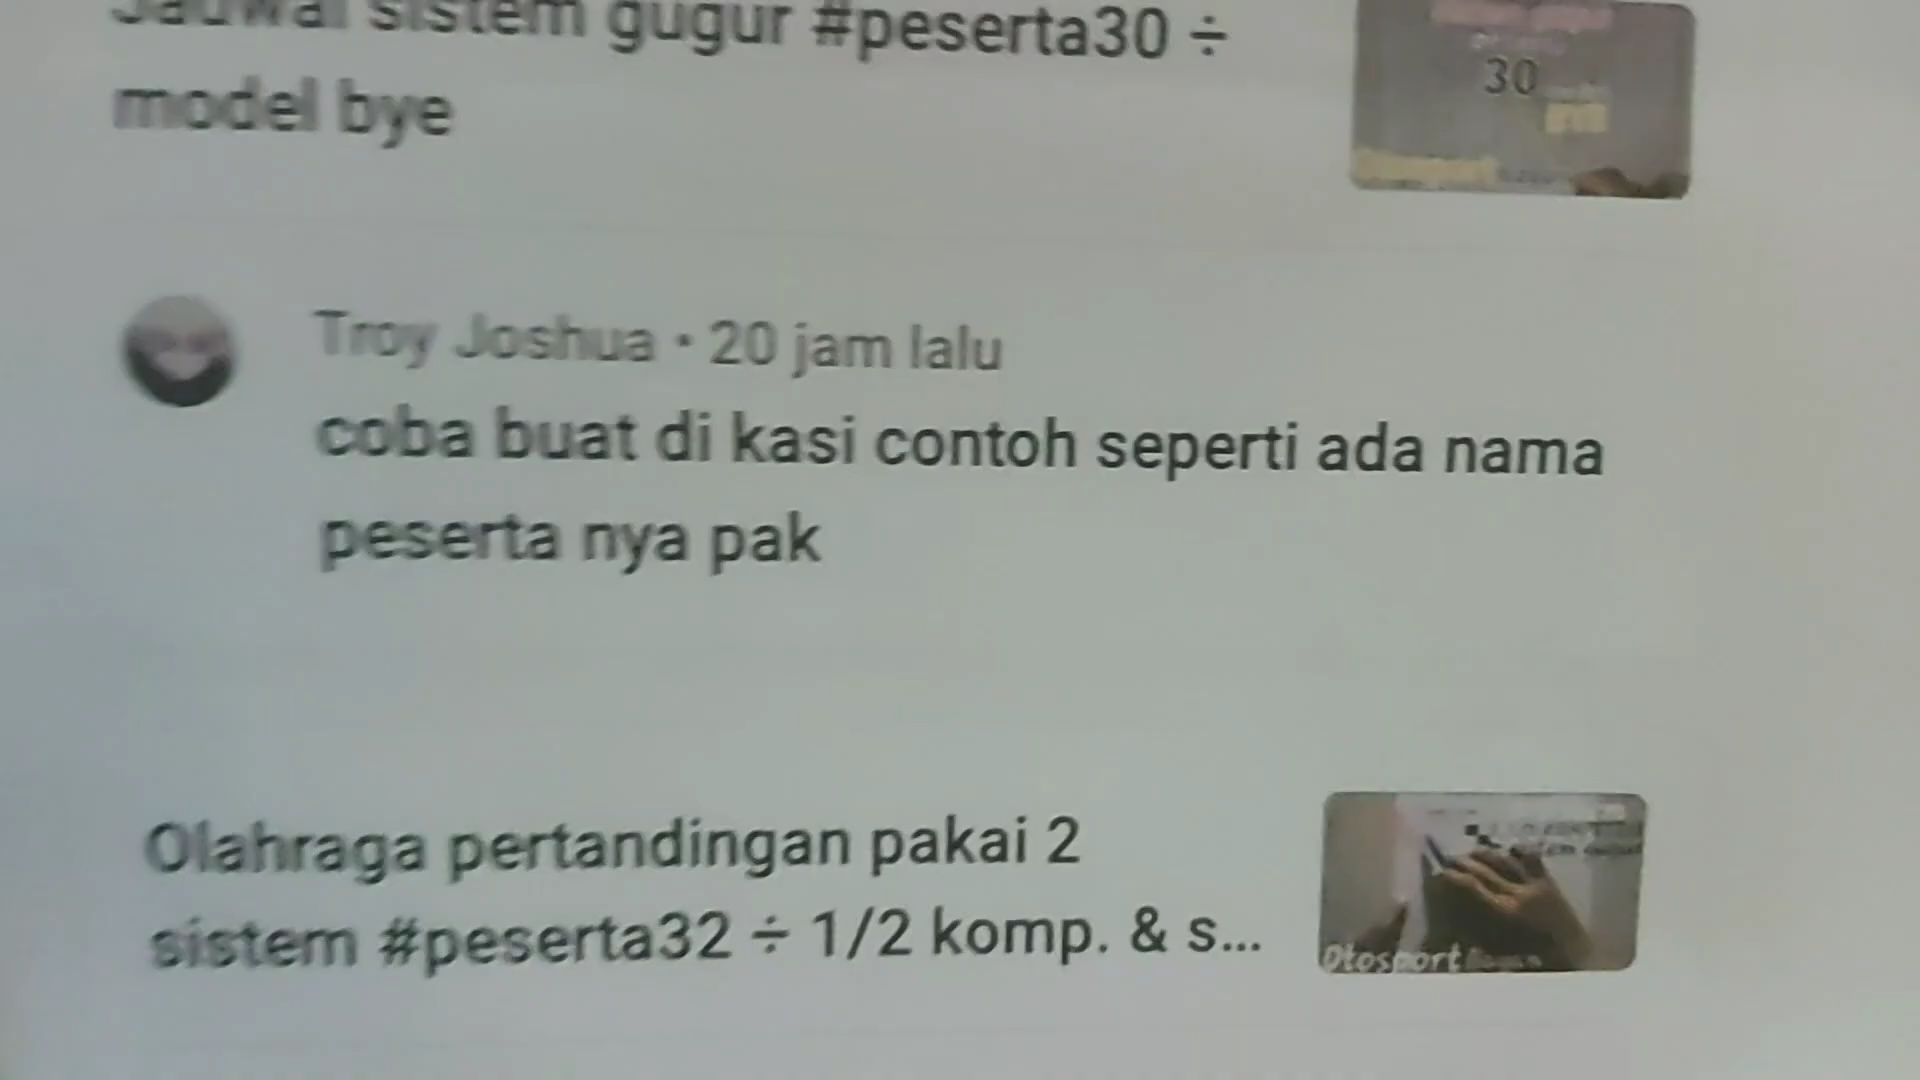 Jadwal sistem gugur #peserta30 ÷
model bye
30
Troy Joshua • 20 jam lalu
coba buat di kasi contoh seperti ada nama
peserta nya pak
Olahraga pertandingan pakai 2
sistem #peserta32 ÷ 1/2 komp. & s...
Otosport